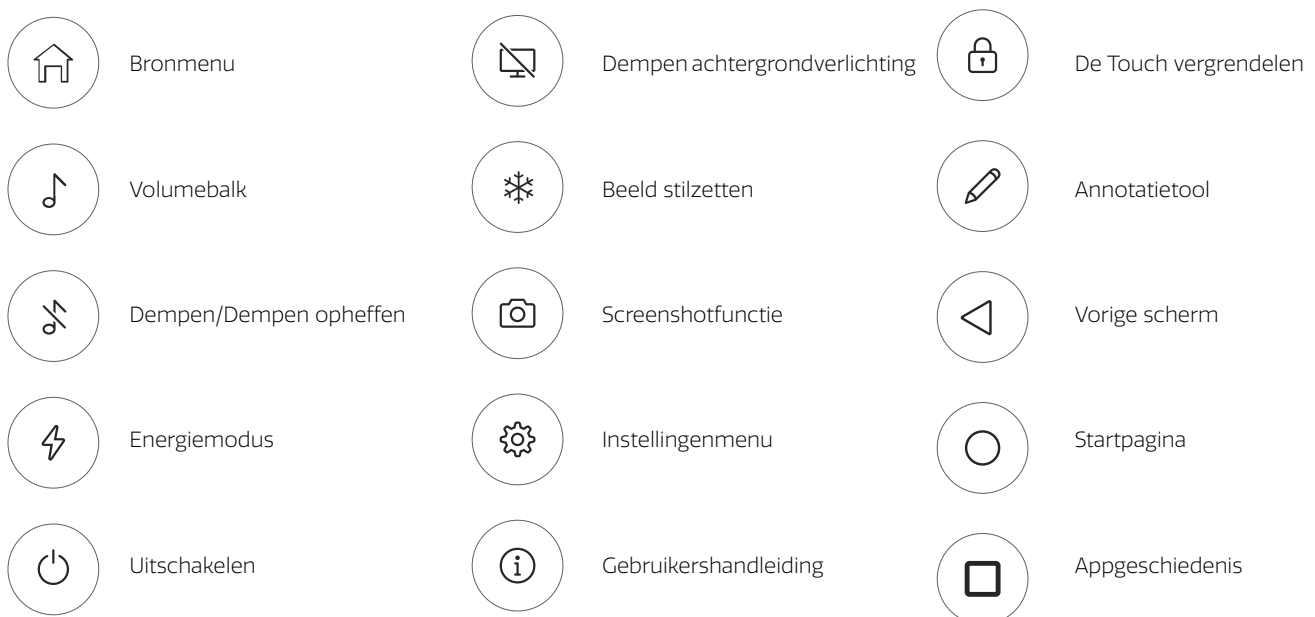 Bronmenu
Dempen achtergrondverlichting
De Touch vergrendelen
Volumebalk
Beeld stilzetten
Annotatietool
Dempen/Dempen opheffen
Screenshotfunctie
Vorige scherm
Energiemodus
Instellingenmenu
Startpagina
Uitschakelen
Gebruikershandleiding
Appgeschiedenis